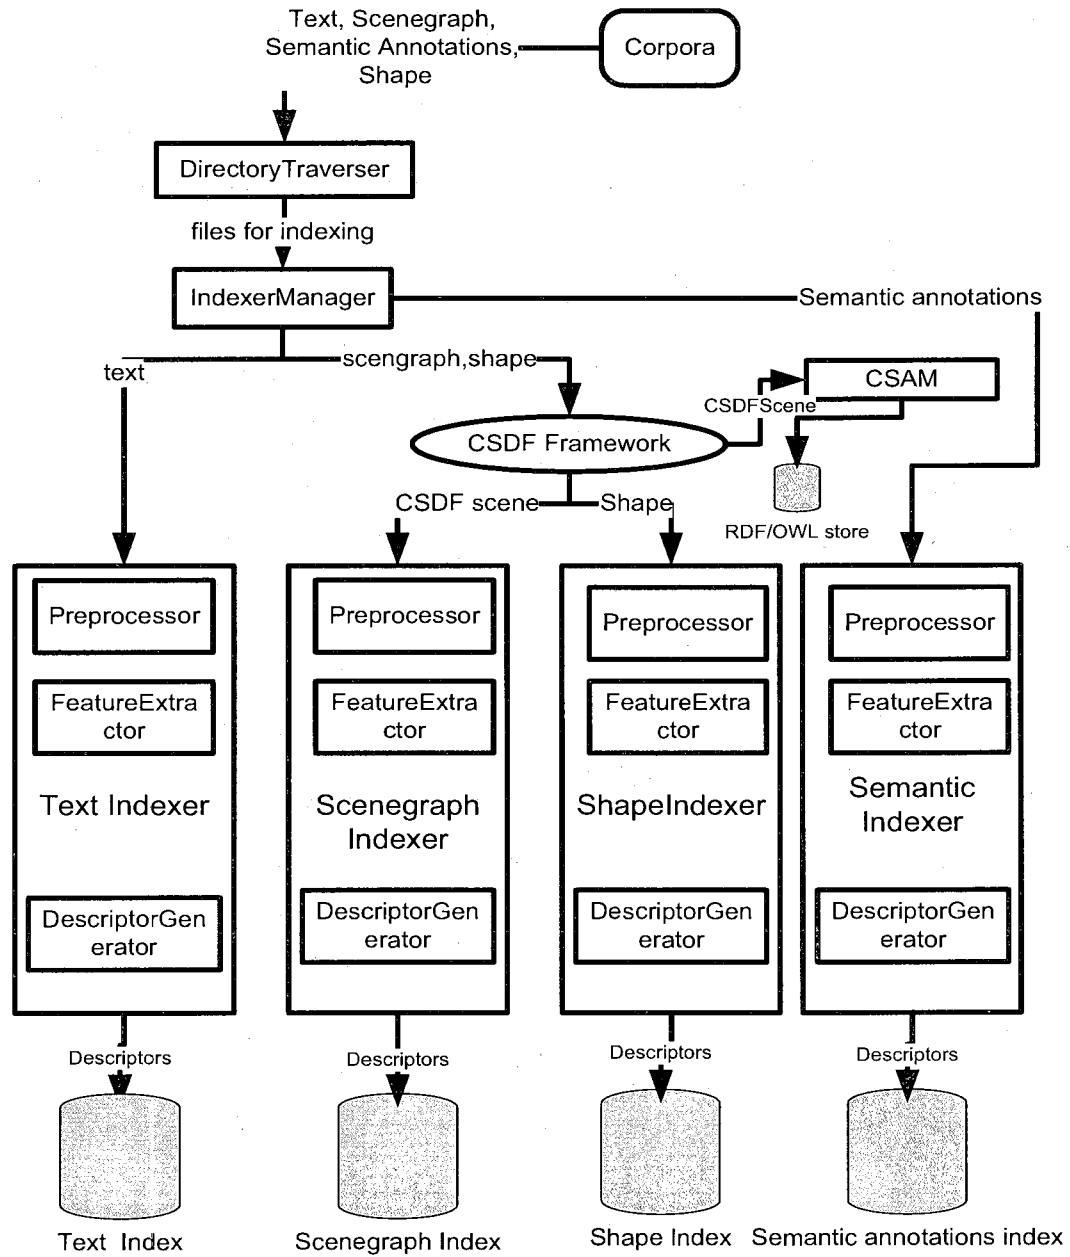 Text, Scenegraph,
Semantic Annotations,
Shape
Corpora
DirectoryTraverser
files for indexing
IndexerManager
Semantic annotations
text
scengraph,shape
CSAM
CSDFScene
CSDF Framework
CSDF scene
Shape
RDF/OWL store
Preprocessor
FeatureExtra
ctor
Text Indexer
DescriptorGen
erator
Preprocessor
FeatureExtra
ctor
Scenegraph
Indexer
DescriptorGen
erator
Preprocessor
FeatureExtra
ctor
ShapeIndexer
DescriptorGen
erator
Preprocessor
FeatureExtra
ctor
Semantic
Indexer
DescriptorGen
erator
Descriptors
Descriptors
Descriptors
Descriptors
Text Index
Scenegraph Index
Shape Index
Semantic annotations index